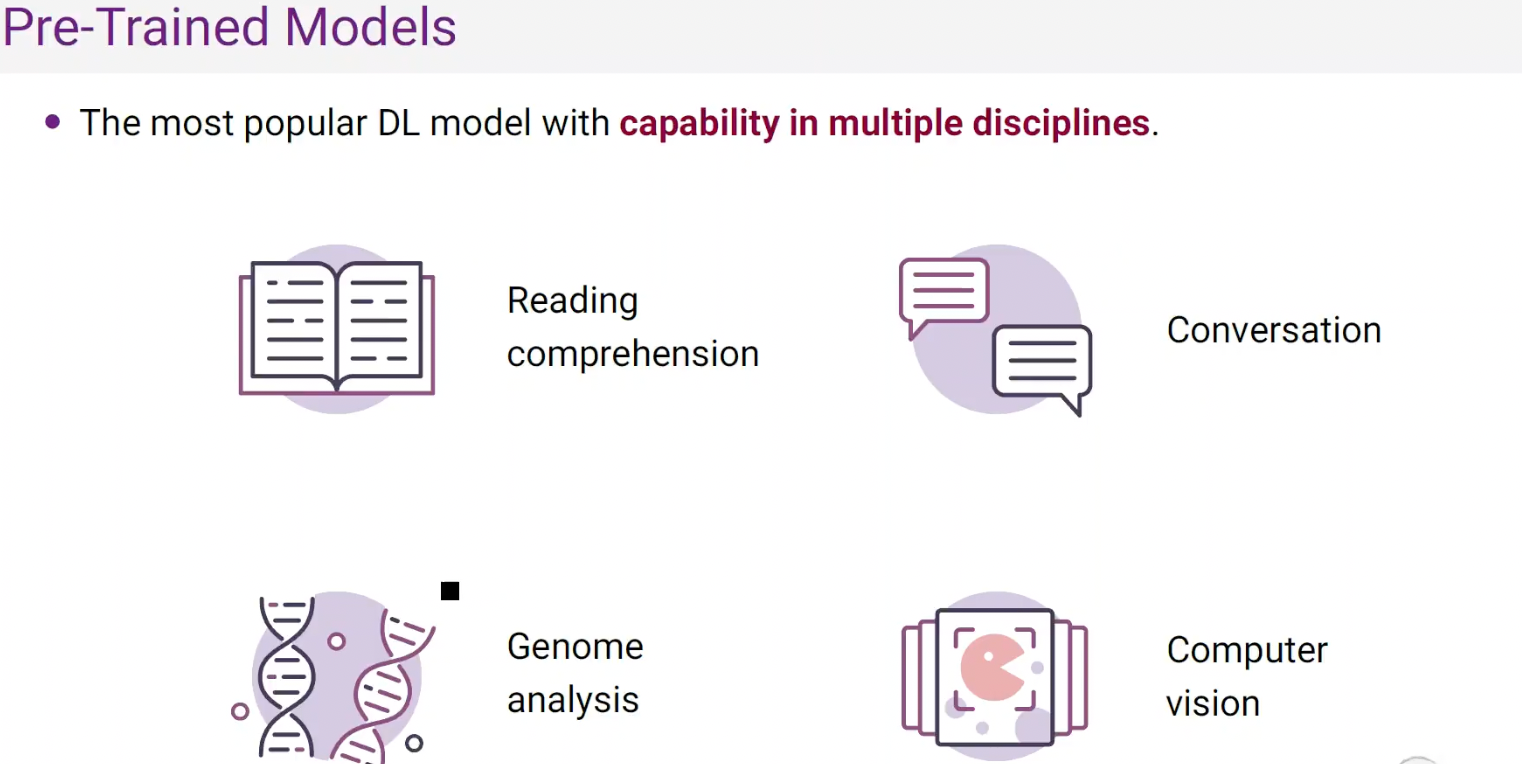 Pre-Trained Models
• The most popular DL model with capability in multiple disciplines.
Reading
comprehension
Conversation
Genome
analysis
Computer
vision